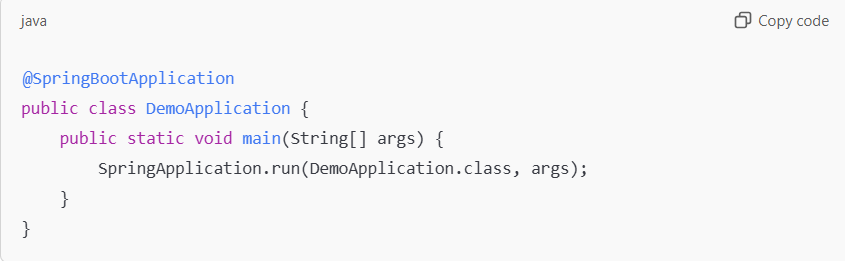 java
Copy code
@SpringBootApplication
public class DemoApplication {
    public static void main(String[] args) {
        SpringApplication.run(DemoApplication.class, args);
    }
}